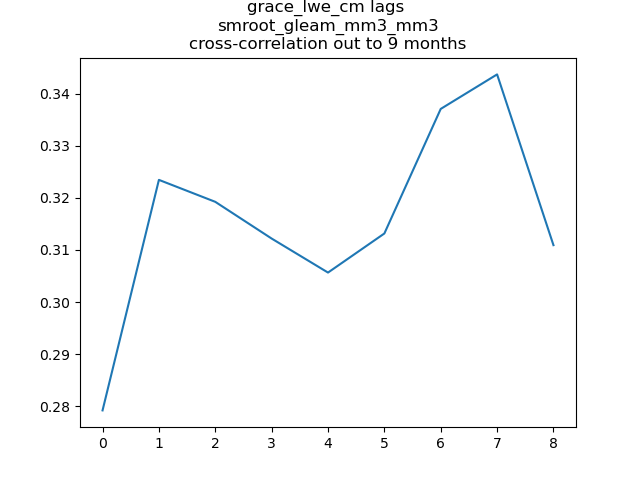 grace_lwe_cm lags
smroot_gleam_mm3_mm3
cross-correlation out to 9 months
0.34
0.33
0.32
0.31
0.30
0.29
0.28
0 1 2 3 4 5 6 7 8